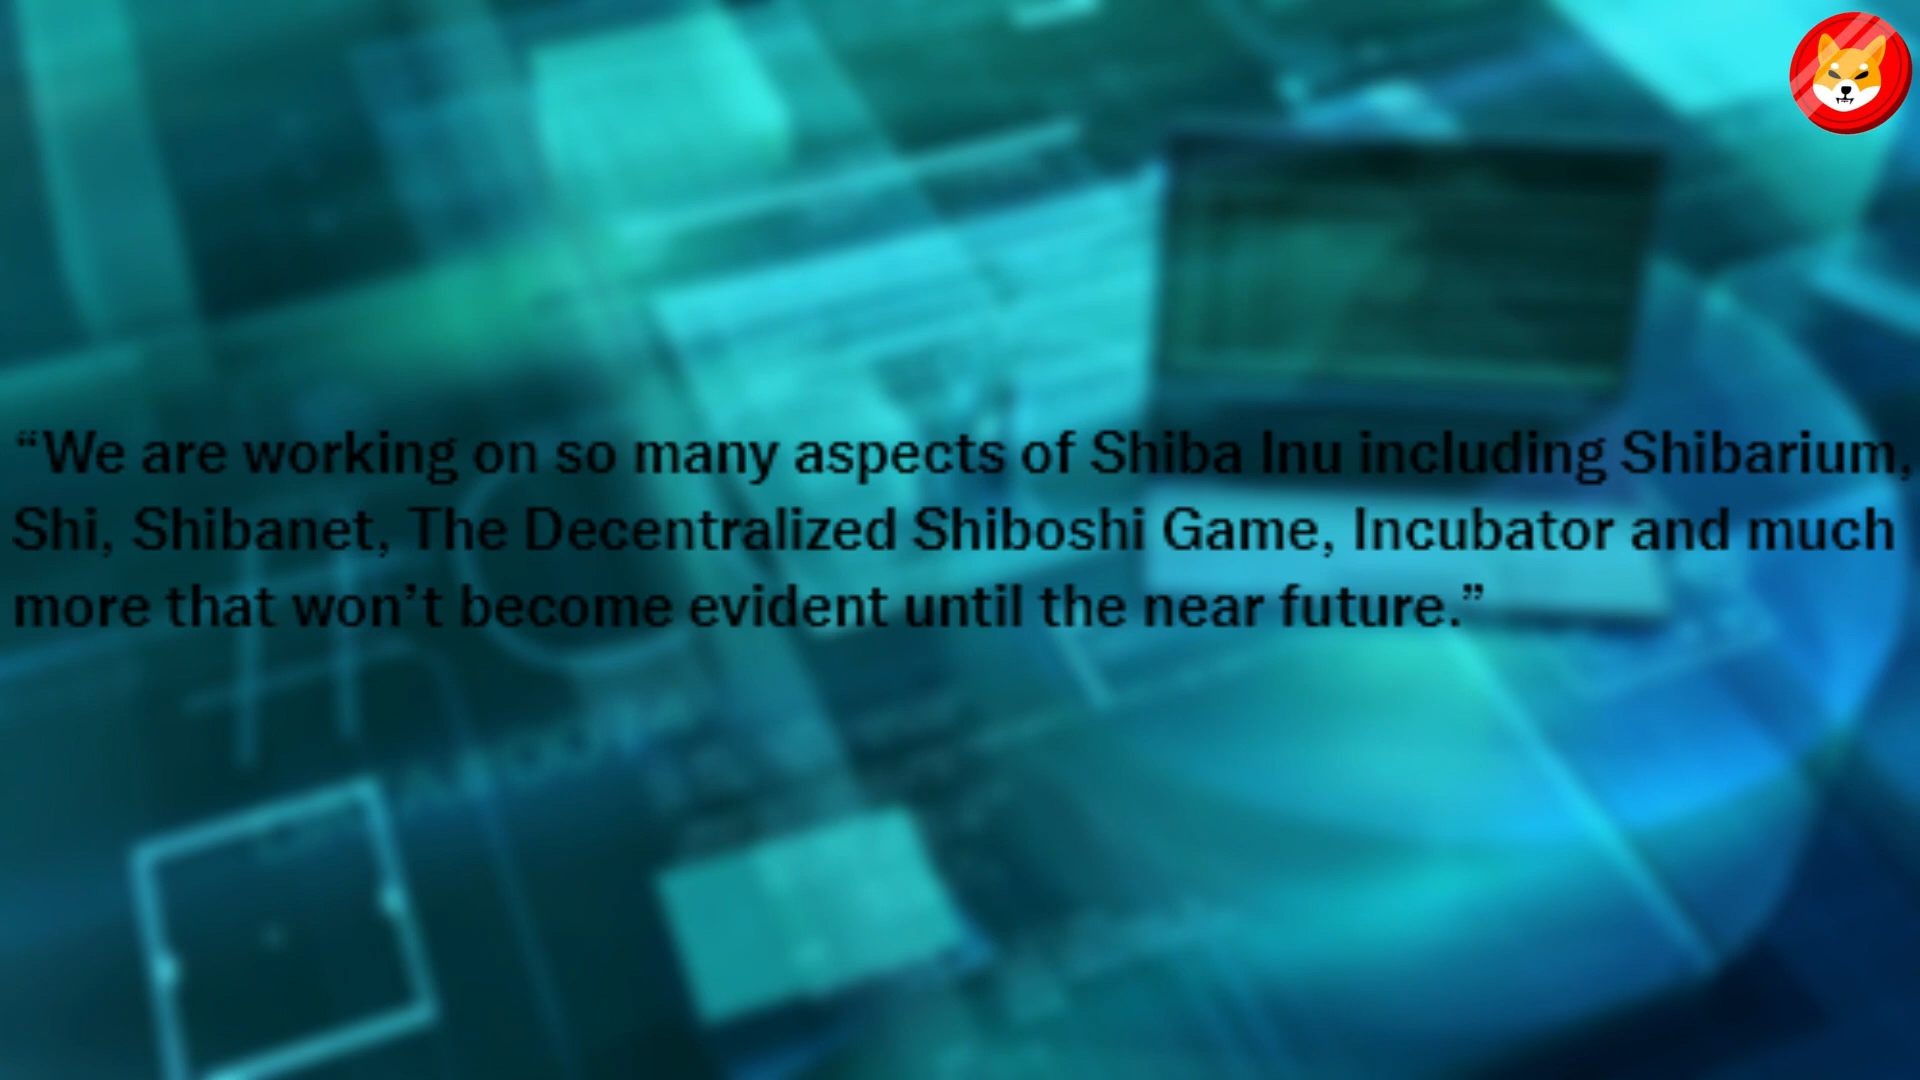 “We are working on so many aspects of Shiba Inu including Shibarium,
Shi, Shibanet, The Decentralized Shiboshi Game, Incubator and much
more that won’t become evident until the near future.”